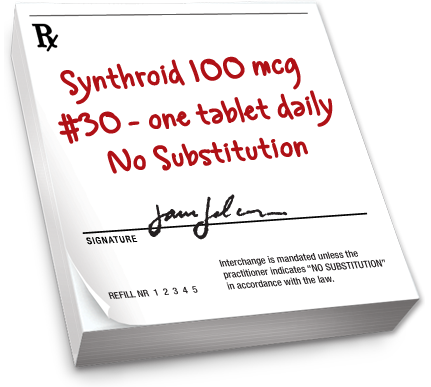 Rx
Synthroid 100 mcg
#30 - one tablet daily
No Substitution
SIGNATURE
Interchange is mandated unless the
practitioner indicates "NO SUBSTITUTION"
in accordance with the law.
REFILL NR 1 2 3 4 5